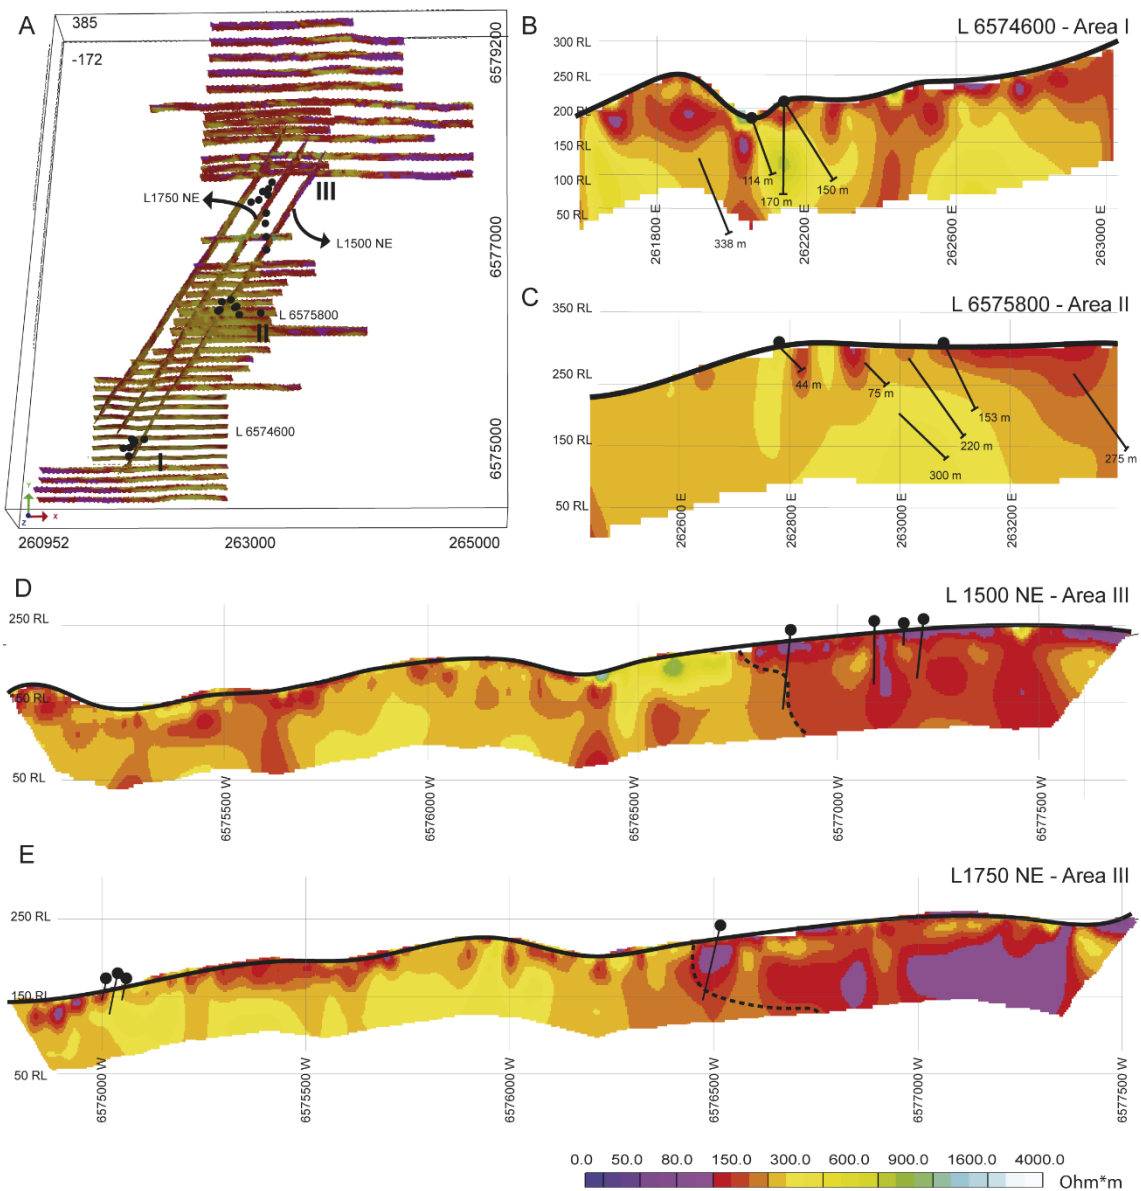 A
385
-172
6579200
6577000
6575000
L1750 NE
III
L1500 NE
L 6575800
II
L 6574600
I
Y
Z
X
260952
263000
265000
B
L 6574600 - Area I
300 RL
250 RL
200 RL
150 RL
100 RL
50 RL
114 m
170 m
150 m
338 m
261800 E
262200 E
262600 E
263000 E
C
L 6575800 - Area II
350 RL
250 RL
150 RL
50 RL
44 m
75 m
153 m
220 m
300 m
275 m
262600 E
262800 E
263000 E
263200 E
D
L 1500 NE - Area III
250 RL
150 RL
50 RL
6575500 W
6576000 W
6576500 W
6577000 W
6577500 W
E
L1750 NE - Area III
250 RL
150 RL
50 RL
6575000 W
6575500 W
6576000 W
6576500 W
6577000 W
6577500 W
0.0 50.0 80.0 150.0 300.0 600.0 900.0 1600.0 4000.0
Ohm*m